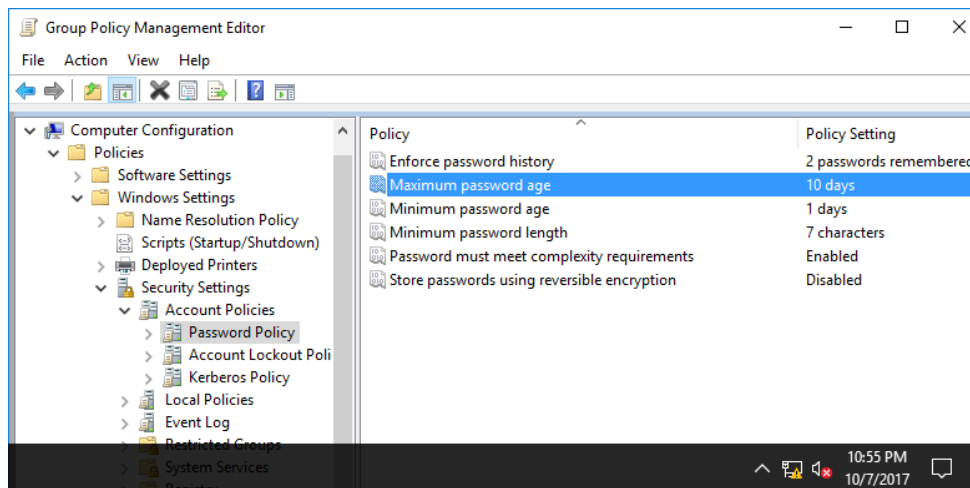 Group Policy Management Editor
File Action View Help
Computer Configuration
Policies
Software Settings
Windows Settings
Name Resolution Policy
Scripts (Startup/Shutdown)
Deployed Printers
Security Settings
Account Policies
Password Policy
Account Lockout Poli
Kerberos Policy
Local Policies
Event Log
Restricted Groups
System Services
Registry
Policy Policy Setting
Enforce password history 2 passwords remembered
Maximum password age 10 days
Minimum password age 1 days
Minimum password length 7 characters
Password must meet complexity requirements Enabled
Store passwords using reversible encryption Disabled
10:55 PM
10/7/2017